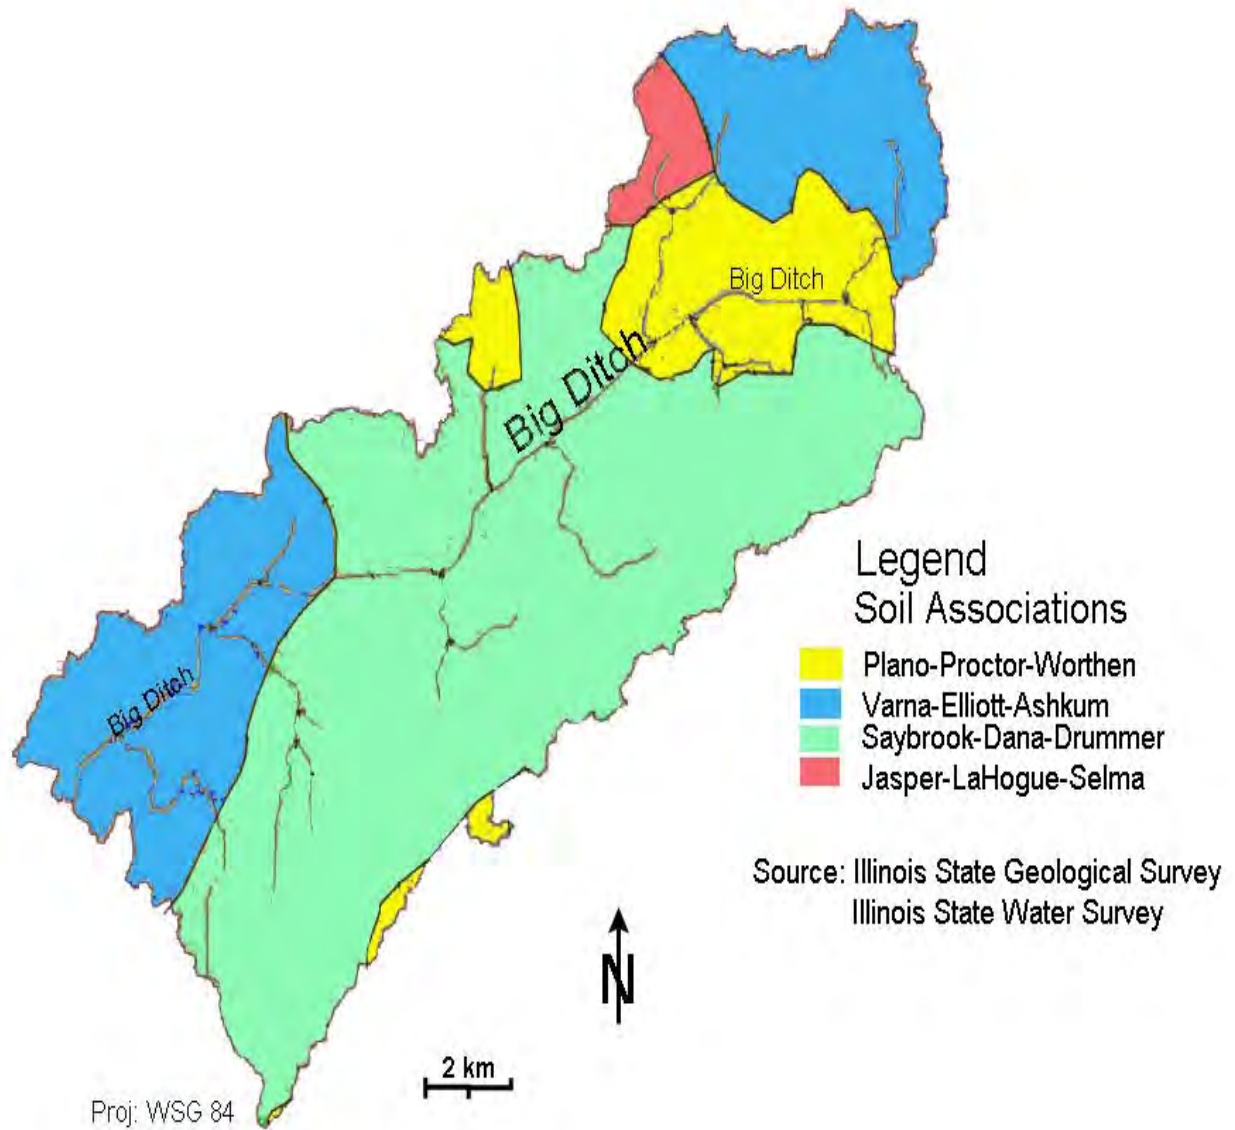 Big Ditch
Big Ditch
Big Ditch
Legend
Soil Associations
Plano-Proctor-Worthen
Varna-Elliott-Ashkum
Saybrook-Dana-Drummer
Jasper-LaHogue-Selma
Source: Illinois State Geological Survey
Illinois State Water Survey
N
2 km
Proj: WSG 84